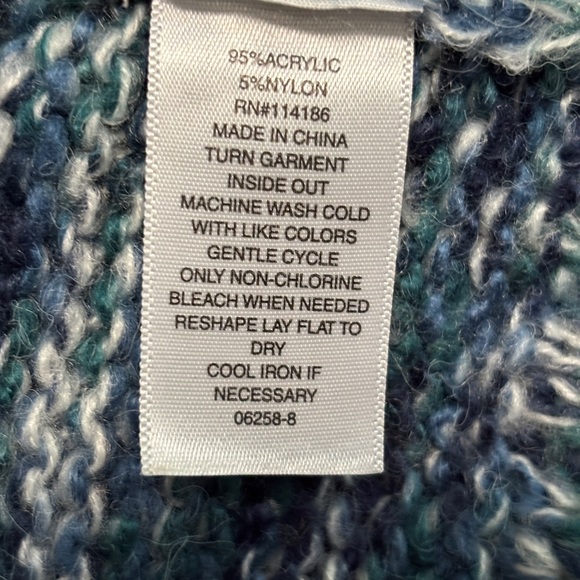 95%ACRYLIC
5%NYLON
RN#114186
MADE IN CHINA
TURN GARMENT
INSIDE OUT
MACHINE WASH COLD
WITH LIKE COLORS
GENTLE CYCLE
ONLY NON-CHLORINE
BLEACH WHEN NEEDED
RESHAPE LAY FLAT TO
DRY
COOL IRON IF
NECESSARY
06258-8